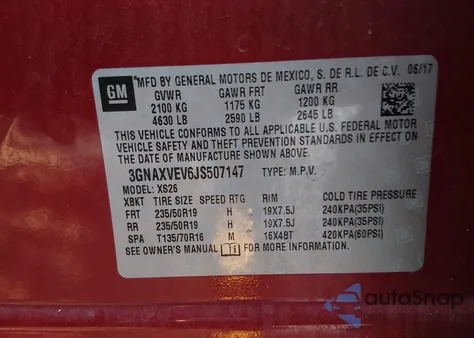 GM
*MFD BY GENERAL MOTORS DE MEXICO, S. DE R.L. DE C.V. 06/17
GVWR GAWR FRT GAWR RR
2100 KG 1175 KG 1200 KG
4630 LB 2590 LB 2645 LB
THIS VEHICLE CONFORMS TO ALL APPLICABLE U.S. FEDERAL MOTOR
VEHICLE SAFETY AND THEFT PREVENTION STANDARDS IN EFFECT ON
THE DATE OF MANUFACTURE SHOWN ABOVE.
3GNAXVEV6JS507147 TYPE: M.P.V.
MODEL: XS26
XBKT TIRE SIZE SPEED RTG RIM COLD TIRE PRESSURE
FRT 235/50R19 H 19X7.5J 240KPA(35PSI)
RR 235/50R19 H 19X7.5J 240KPA(35PSI)
SPA T135/70R16 M 16X4BT 420KPA(60PSI)
SEE OWNER'S MANUAL FOR MORE INFORMATION.
autoSnap